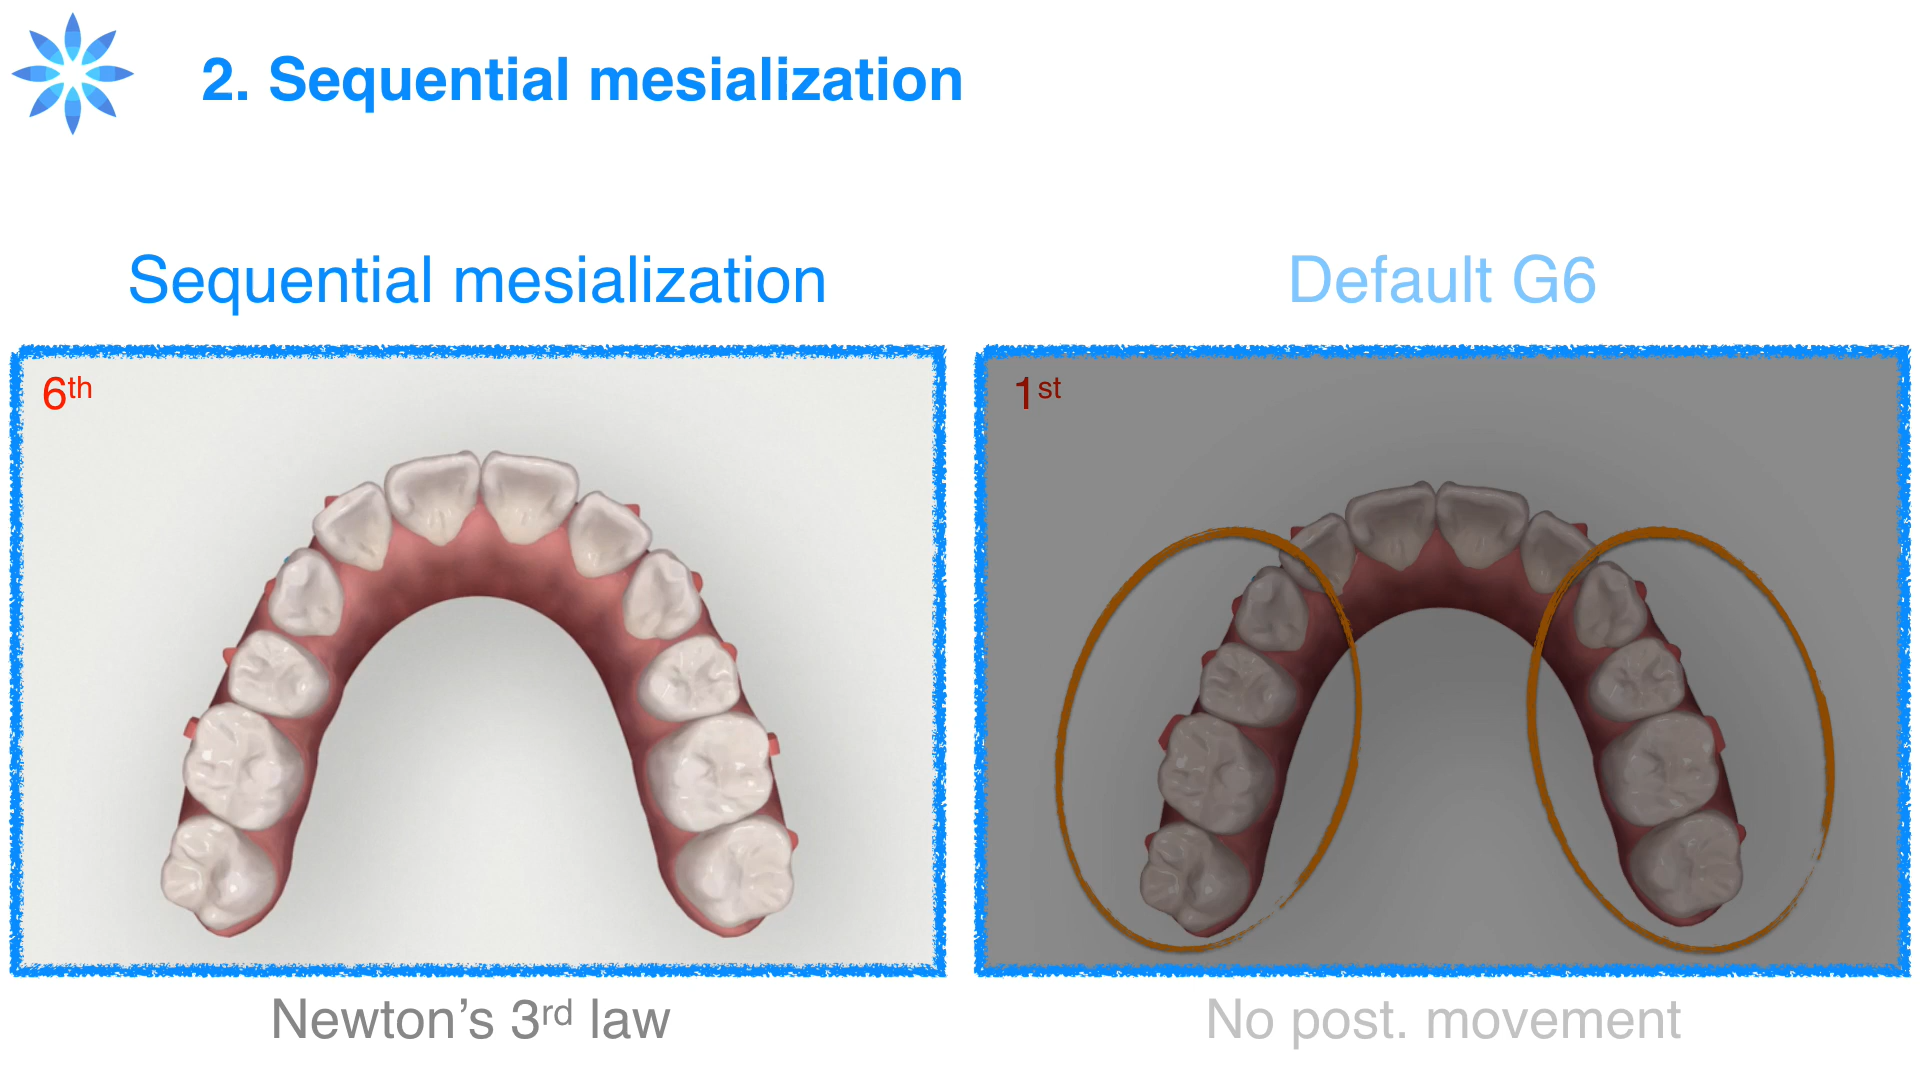 2. Sequential mesialization
Sequential mesialization
Default G6
6th
1st
Newton’s 3rd law
No post. movement